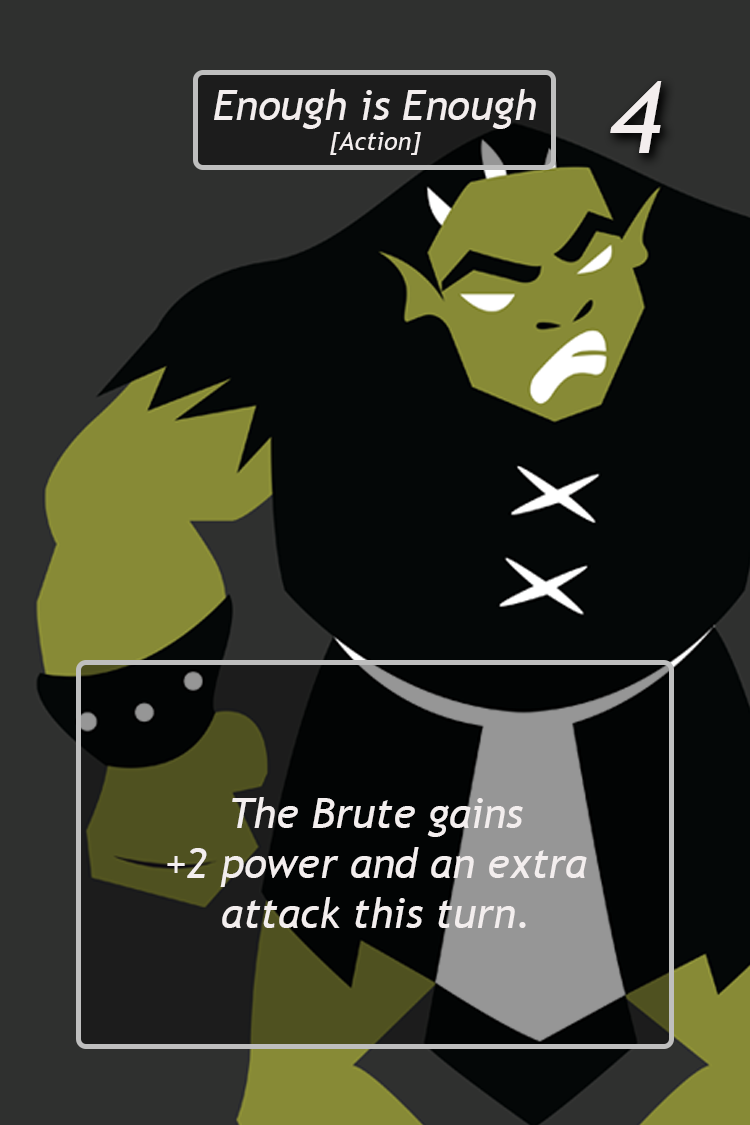 Enough is Enough
4
[Action]
The Brute gains
+2 power and an extra
attack this turn.